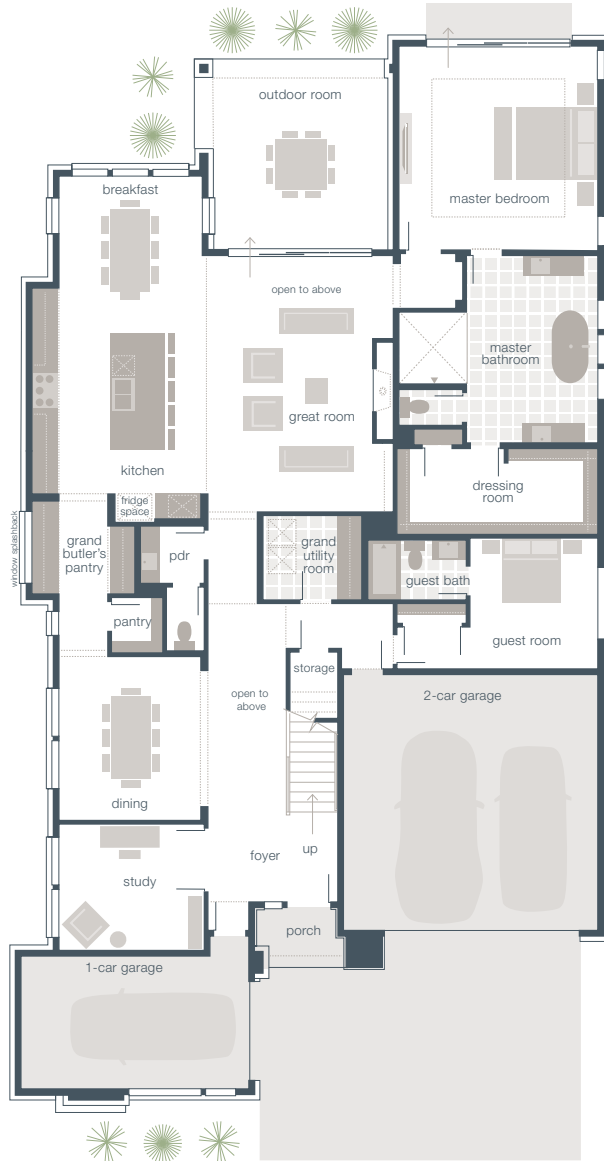 outdoor room
breakfast
master bedroom
open to above
master
bathroom
great room
kitchen
dressing
room
fridge
space
window splashback
grand
butler's
pantry
pdr
grand
utility
room
guest bath
pantry
guest room
storage
open to
above
2-car garage
dining
foyer
up
study
porch
1-car garage